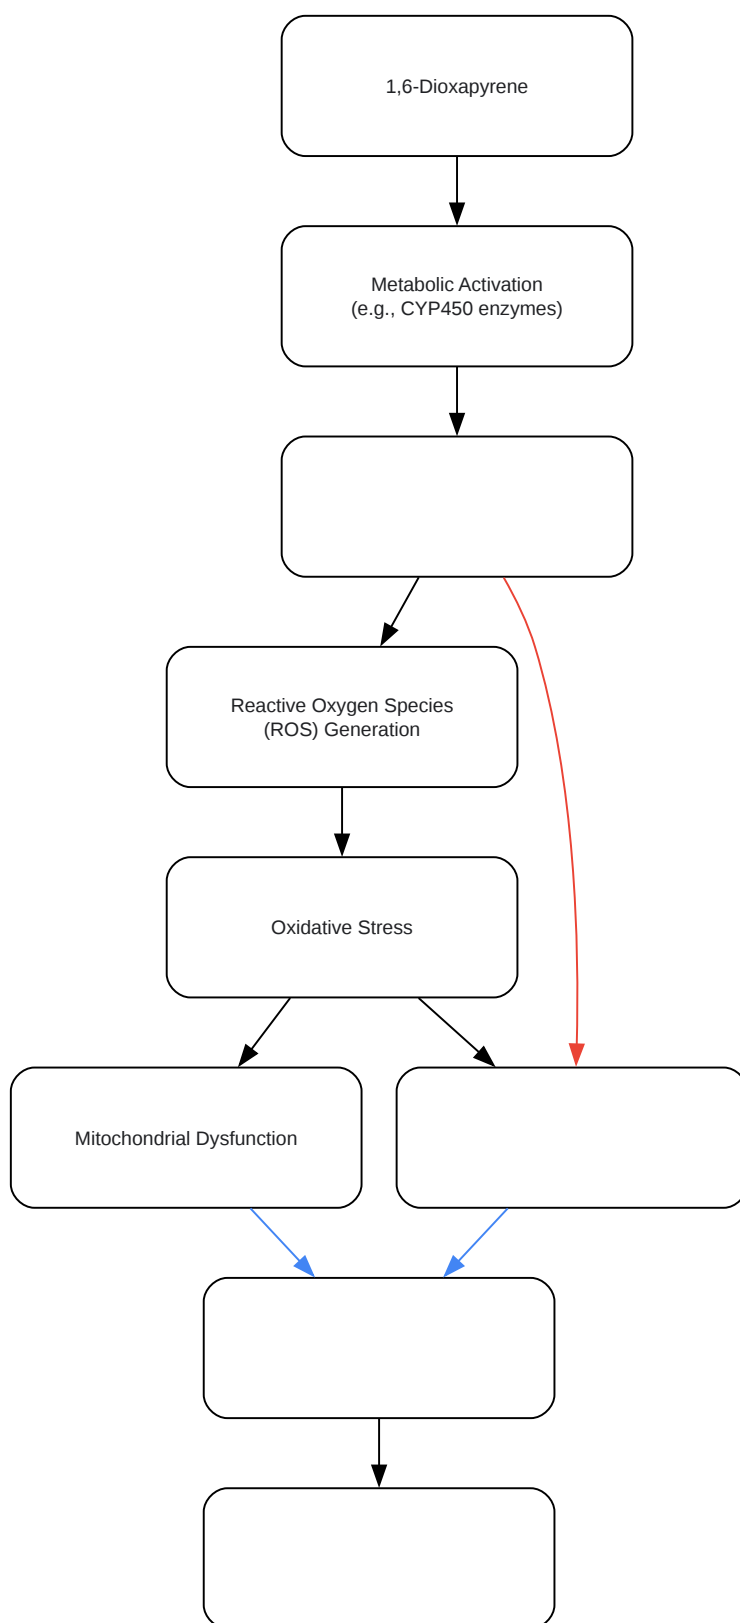 1,6-Dioxapyrene
Metabolic Activation
(e.g., CYP450 enzymes)
Reactive Oxygen Species
(ROS) Generation
Oxidative Stress
Mitochondrial Dysfunction